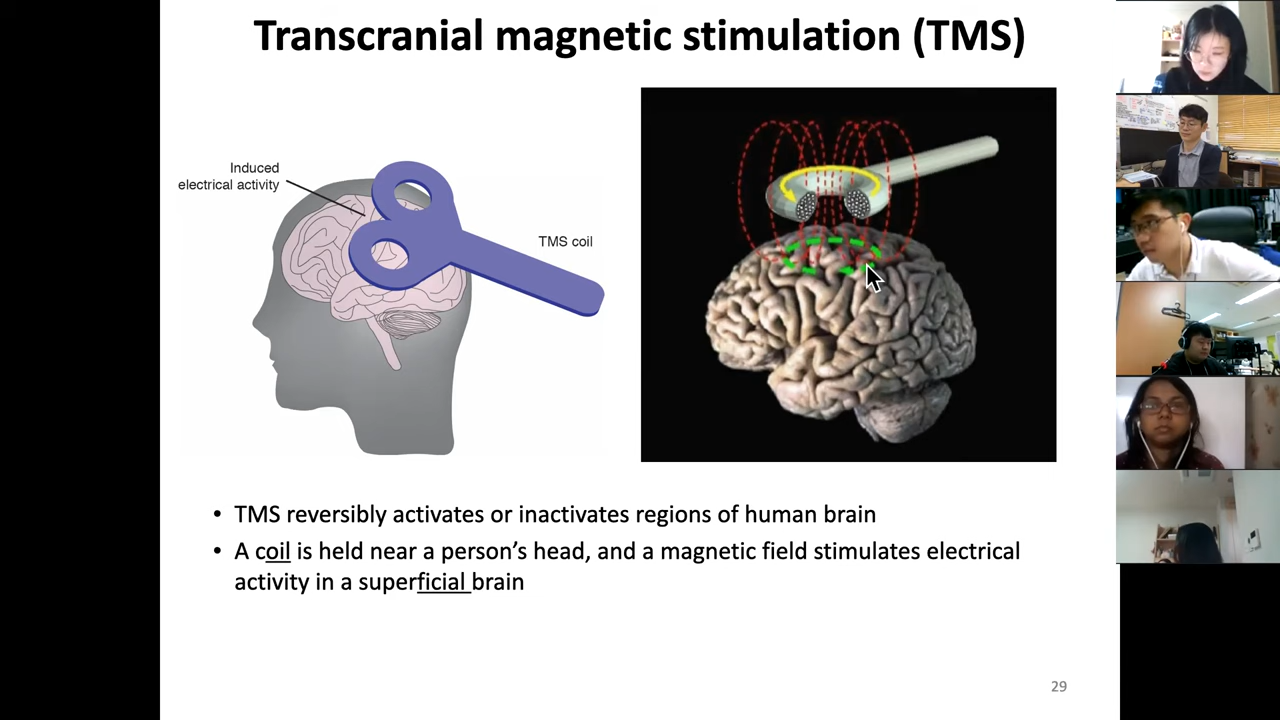 Transcranial magnetic stimulation (TMS)
Induced
electrical activity
TMS coil
• TMS reversibly activates or inactivates regions of human brain
• A coil is held near a person’s head, and a magnetic field stimulates electrical
activity in a superficial brain
29